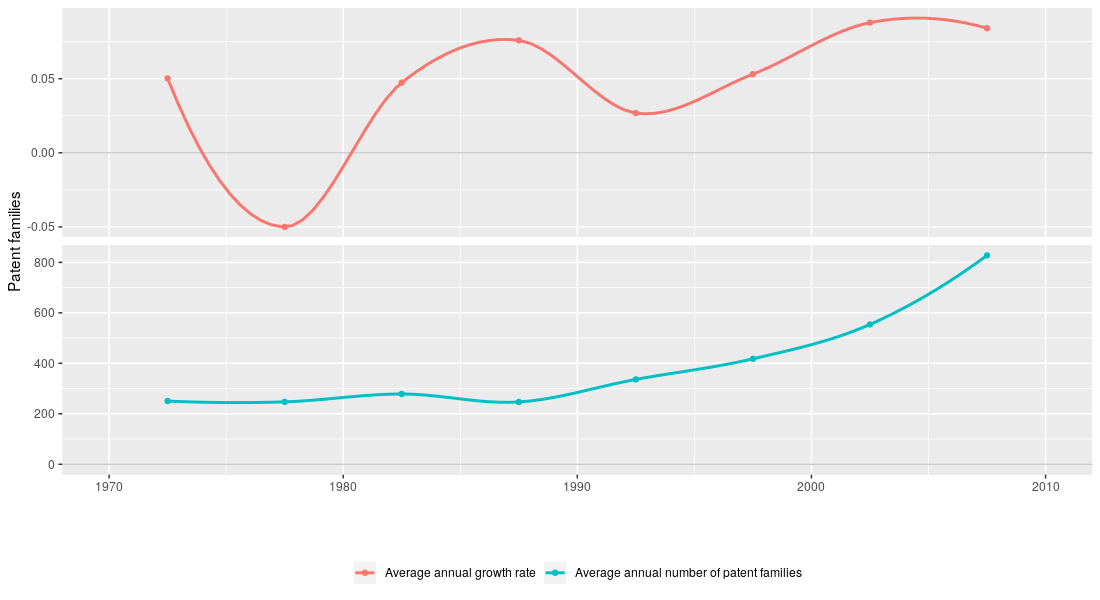 Patent families
0.05
0.00
-0.05
800
600
400
200
0
1970 1980 1990 2000 2010
Average annual growth rate Average annual number of patent families